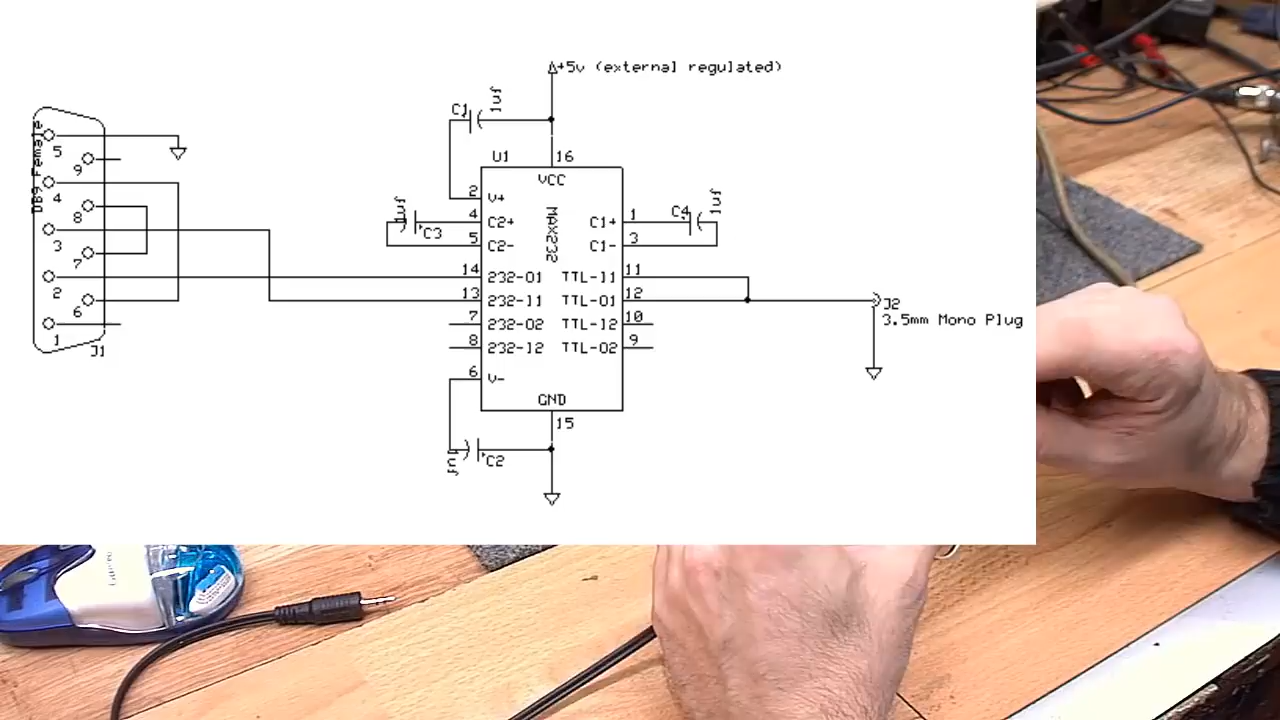 +5v (external regulated)
C1
1uf
U1
16
VCC
DB9 Female
5
9
4
8
3
7
2
6
1
J1
2
V+
1uf
4
C2+
C3
5
C2-
MAX232
C1+
1
C4
1uf
C1-
3
14
232-O1
TTL-I1
11
13
232-I1
TTL-O1
12
7
232-O2
TTL-I2
10
8
232-I2
TTL-O2
9
J2
3.5mm Mono Plug
6
V-
GND
15
C2